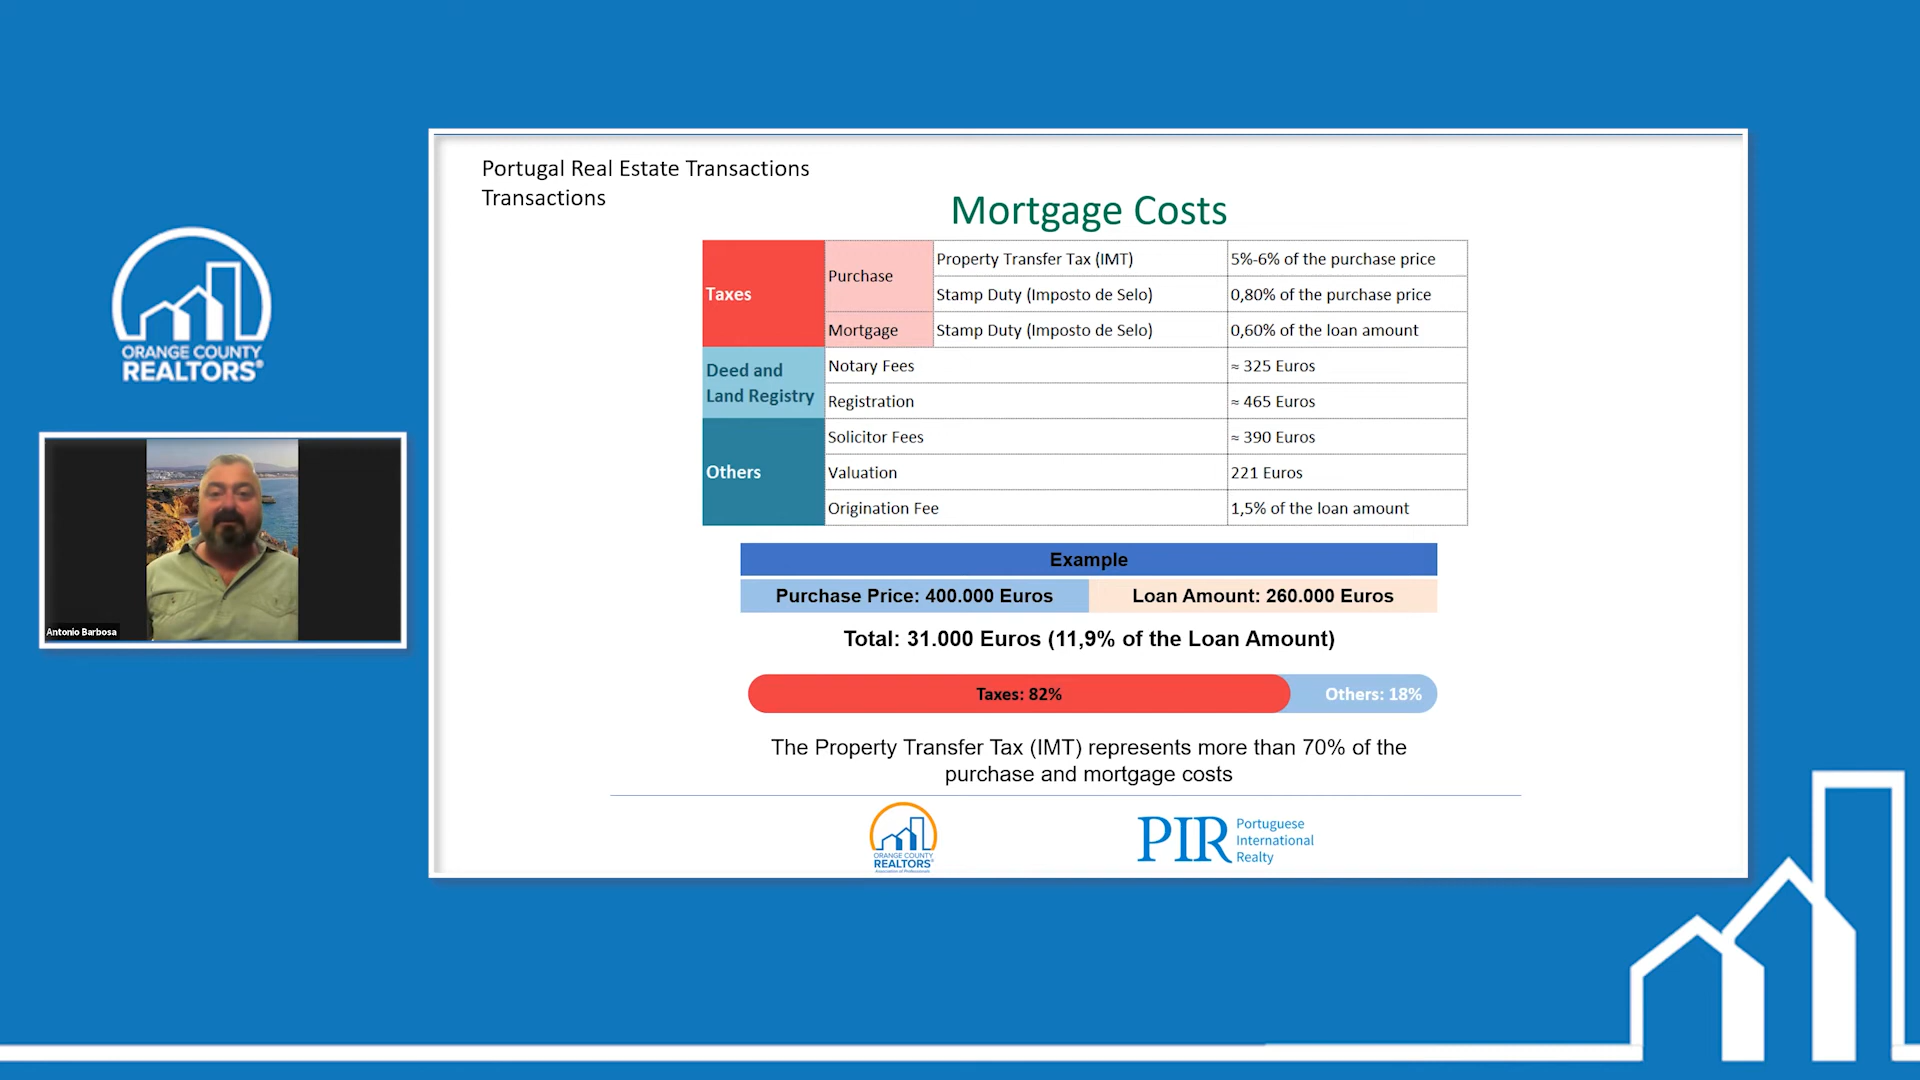 Portugal Real Estate Transactions
Transactions
Mortgage Costs
Taxes
Purchase
Property Transfer Tax (IMT)
5%-6% of the purchase price
Stamp Duty (Imposto de Selo)
0,80% of the purchase price
Mortgage
Stamp Duty (Imposto de Selo)
0,60% of the loan amount
Deed and
Land Registry
Notary Fees
≈ 325 Euros
Registration
≈ 465 Euros
Others
Solicitor Fees
≈ 390 Euros
Valuation
221 Euros
Origination Fee
1,5% of the loan amount
Example
Purchase Price: 400.000 Euros
Loan Amount: 260.000 Euros
Total: 31.000 Euros (11,9% of the Loan Amount)
Taxes: 82%
Others: 18%
The Property Transfer Tax (IMT) represents more than 70% of the
purchase and mortgage costs
ORANGE COUNTY
REALTORS®
Association of Professionals
PIR
Portuguese
International
Realty
ORANGE COUNTY
REALTORS®
Antonio Barbosa